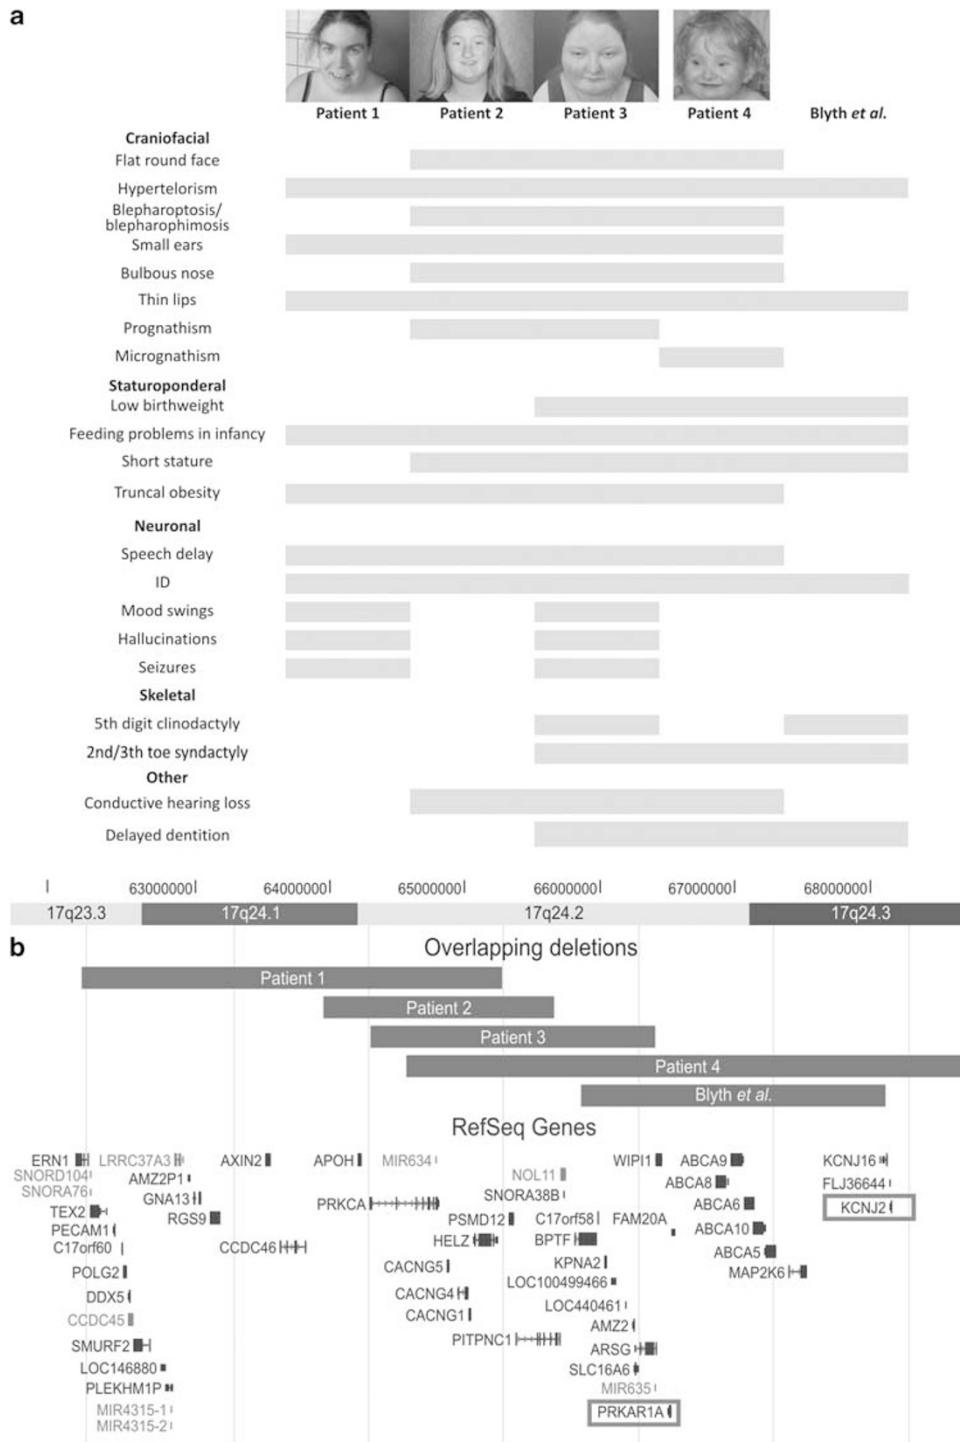 a
Patient 1 Patient 2 Patient 3 Patient 4 Blyth et al.
Craniofacial
Flat round face
Hypertelorism
Blepharoptosis/
blepharophimosis
Small ears
Bulbous nose
Thin lips
Prognathism
Micrognathism
Staturoponderal
Low birthweight
Feeding problems in infancy
Short stature
Truncal obesity
Neuronal
Speech delay
ID
Mood swings
Hallucinations
Seizures
Skeletal
5th digit clinodactyly
2nd/3th toe syndactyly
Other
Conductive hearing loss
Delayed dentition
63000000 64000000 65000000 66000000 67000000 68000000
17q23.3 17q24.1 17q24.2 17q24.3
b
Overlapping deletions
Patient 1
Patient 2
Patient 3
Patient 4
Blyth et al.
RefSeq Genes
ERN1 LRRC37A3 AXIN2 APOH MIR634 WIPI1 ABCA9 KCNJ16
SNORD104 AMZ2P1 NOL11 ABCA8 FLJ36644
SNORA76 GNA13 PRKCA SNORA38B ABCA6 KCNJ2
TEX2 RGS9 PSMD12 C17orf58 FAM20A ABCA10
PECAM1 HELZ BPTF ABCA5
C17orf60 CCDC46 KPNA2 MAP2K6
POLG2 CACNG5 LOC100499466
DDX5 CACNG4 LOC440461
CCDC45 CACNG1 AMZ2
SMURF2 PITPNC1 ARSG
LOC146880 SLC16A6
PLEKHM1P MIR635
MIR4315-1 PRKAR1A
MIR4315-2